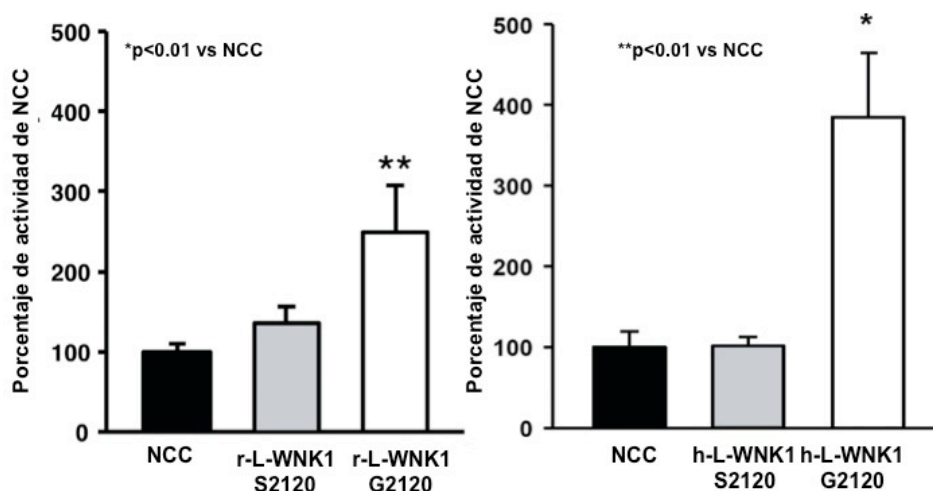 Porcentaje de actividad de NCC
500
400
300
200
100
0
*p<0.01 vs NCC
**
NCC
r-L-WNK1
S2120
r-L-WNK1
G2120
Porcentaje de actividad de NCC
500
400
300
200
100
0
**p<0.01 vs NCC
*
NCC
h-L-WNK1
S2120
h-L-WNK1
G2120